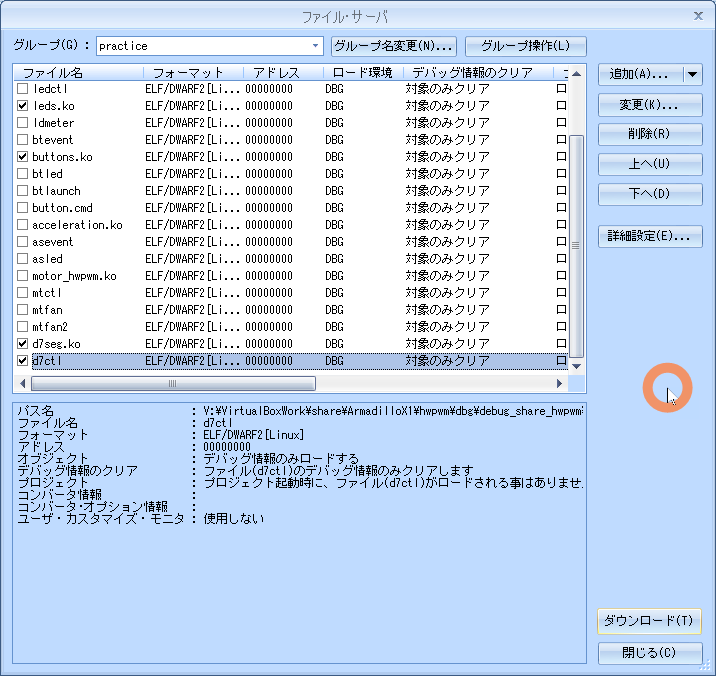 ファイル・サーバ
グループ(G) : practice グループ名変更(N)... グループ操作(L)
ファイル名 フォーマット アドレス ロード環境 デバッグ情報のクリア
ledctl ELF/DWARF2[Li... 00000000 DBG 対象のみクリア ロ
leds.ko ELF/DWARF2[Li... 00000000 DBG 対象のみクリア ロ
ldmeter ELF/DWARF2[Li... 00000000 DBG 対象のみクリア ロ
btevent ELF/DWARF2[Li... 00000000 DBG 対象のみクリア ロ
buttons.ko ELF/DWARF2[Li... 00000000 DBG 対象のみクリア ロ
btled ELF/DWARF2[Li... 00000000 DBG 対象のみクリア ロ
btlaunch ELF/DWARF2[Li... 00000000 DBG 対象のみクリア ロ
button.cmd ELF/DWARF2[Li... 00000000 DBG 対象のみクリア ロ
acceleration.ko ELF/DWARF2[Li... 00000000 DBG 対象のみクリア ロ
asevent ELF/DWARF2[Li... 00000000 DBG 対象のみクリア ロ
asled ELF/DWARF2[Li... 00000000 DBG 対象のみクリア ロ
motor_hwpwm.ko ELF/DWARF2[Li... 00000000 DBG 対象のみクリア ロ
mtctl ELF/DWARF2[Li... 00000000 DBG 対象のみクリア ロ
mtfan ELF/DWARF2[Li... 00000000 DBG 対象のみクリア ロ
mtfan2 ELF/DWARF2[Li... 00000000 DBG 対象のみクリア ロ
d7seg.ko ELF/DWARF2[Li... 00000000 DBG 対象のみクリア ロ
d7ctl ELF/DWARF2[Li... 00000000 DBG 対象のみクリア ロ
追加(A)...
変更(K)...
削除(R)
上へ(U)
下へ(D)
詳細設定(E)...
パス名 : V:¥VirtualBoxWork¥share¥ArmadilloX1¥hwpwm¥dbg¥debug_share_hwpwm
ファイル名 : d7ctl
フォーマット : ELF/DWARF2[Linux]
アドレス : 00000000
オブジェクト : デバッグ情報のみロードする
デバッグ情報のクリア : ファイル(d7ctl)のデバッグ情報のみクリアします
プロジェクト : プロジェクト起動時に、ファイル(d7ctl)がロードされる事はありませ.
コンバータ情報 :
コンバータ・オプション情報 :
ユーザ・カスタマイズ・モニタ : 使用しない
ダウンロード(T)
閉じる(C)